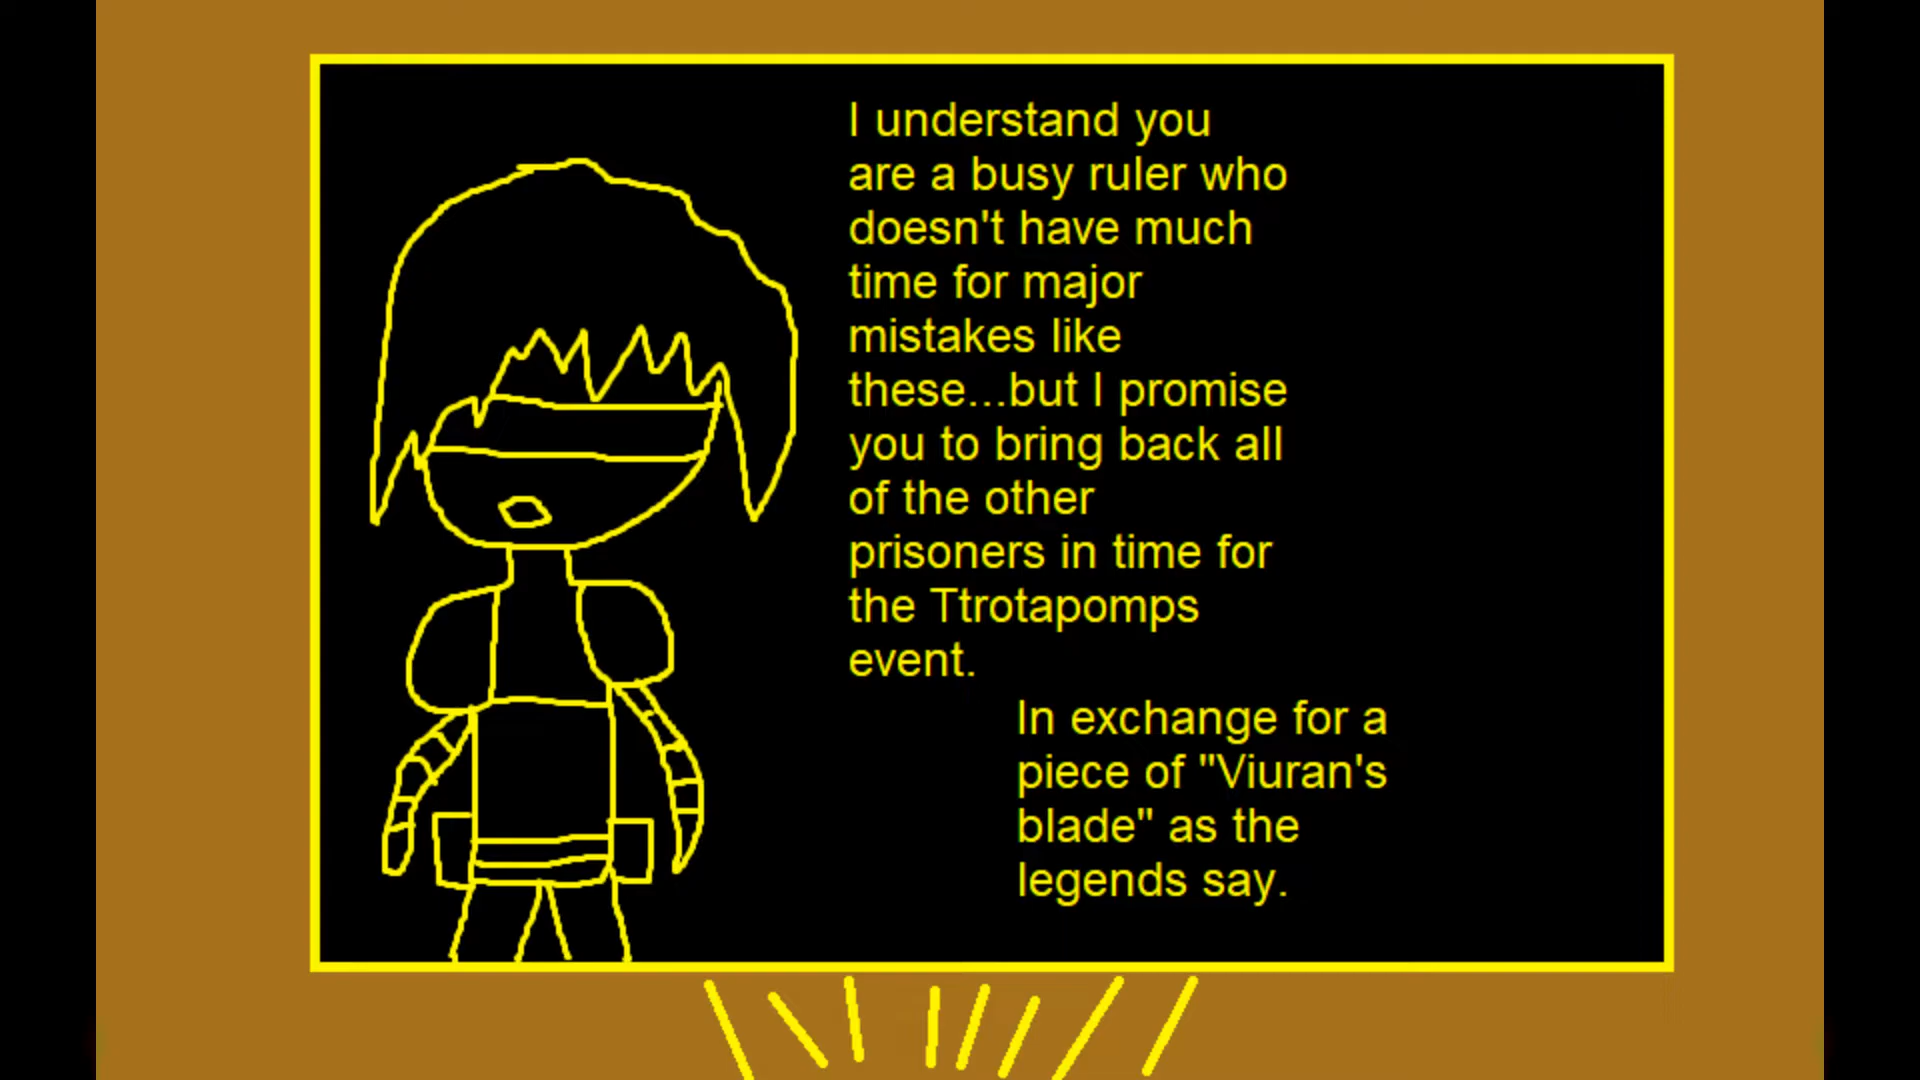 I understand you
are a busy ruler who
doesn't have much
time for major
mistakes like
these...but I promise
you to bring back all
of the other
prisoners in time for
the Ttrotapomps
event.
In exchange for a
piece of "Viuran's
blade" as the
legends say.